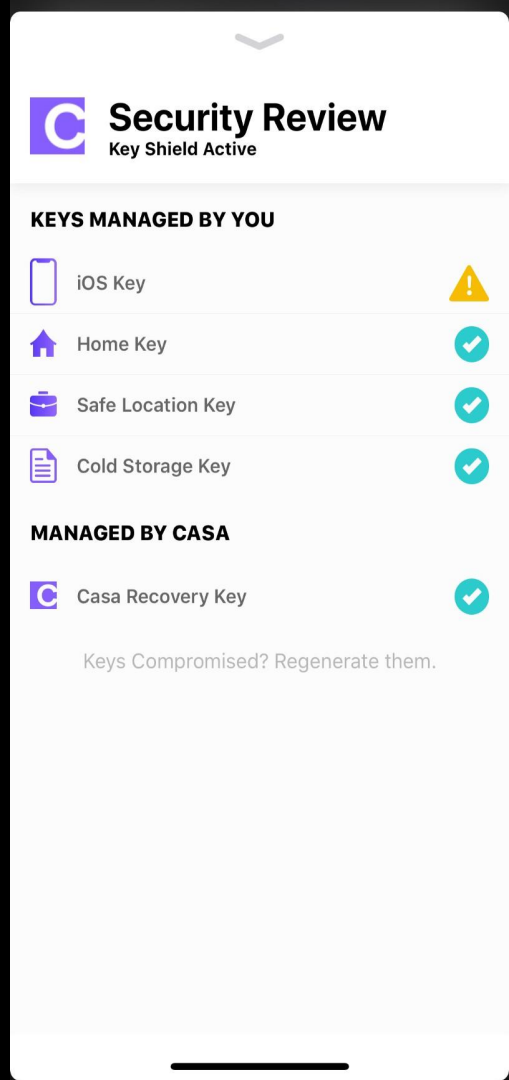 C
Security Review
Key Shield Active
KEYS MANAGED BY YOU
iOS Key
!
Home Key
Safe Location Key
Cold Storage Key
MANAGED BY CASA
C
Casa Recovery Key
Keys Compromised? Regenerate them.